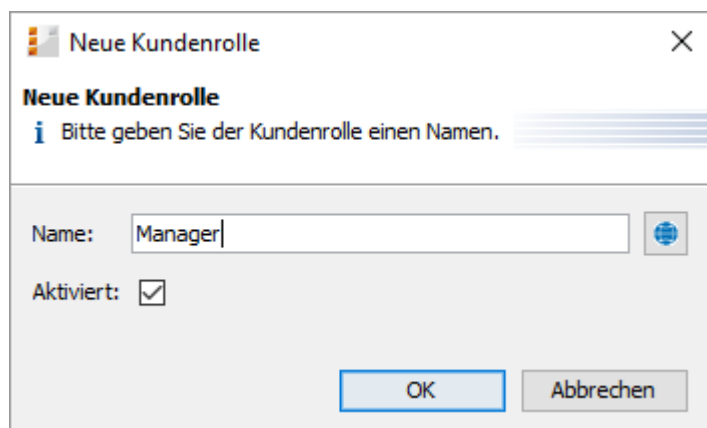 Neue Kundenrolle
Neue Kundenrolle
Bitte geben Sie der Kundenrolle einen Namen.
Name: Manager
Aktiviert:
OK Abbrechen